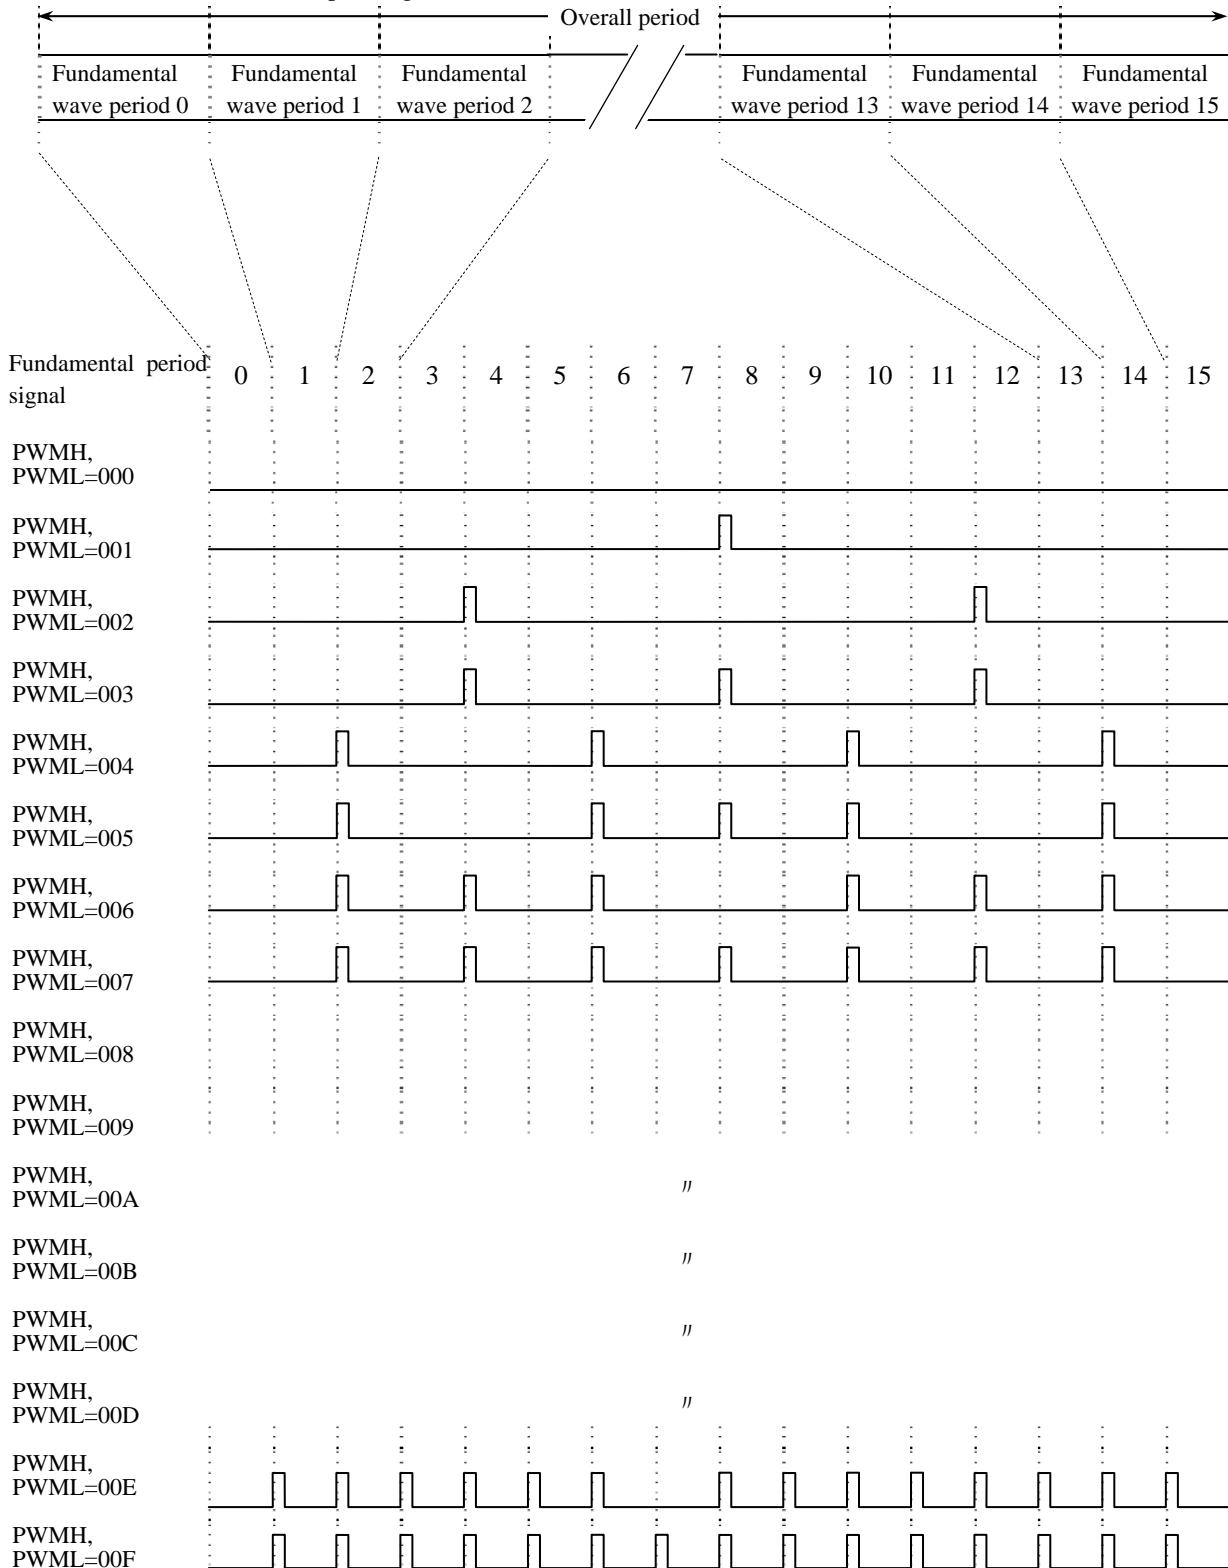 Overall period
Fundamental wave period 0
Fundamental wave period 1
Fundamental wave period 2
Fundamental wave period 13
Fundamental wave period 14
Fundamental wave period 15
Fundamental period signal
0 1 2 3 4 5 6 7 8 9 10 11 12 13 14 15
PWMH,
PWML=000
PWMH,
PWML=001
PWMH,
PWML=002
PWMH,
PWML=003
PWMH,
PWML=004
PWMH,
PWML=005
PWMH,
PWML=006
PWMH,
PWML=007
PWMH,
PWML=008
PWMH,
PWML=009
PWMH,
PWML=00A
〃
PWMH,
PWML=00B
〃
PWMH,
PWML=00C
〃
PWMH,
PWML=00D
〃
PWMH,
PWML=00E
PWMH,
PWML=00F